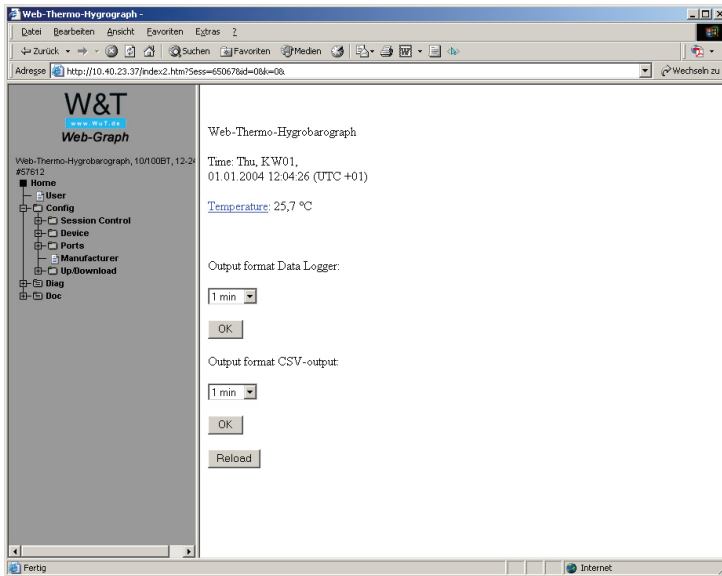 Web-Thermo-Hygrograph -
Datei Bearbeiten Ansicht Favoriten Extras ?
Zurück Suchen Favoriten Medien
Adresse http://10.40.23.37/index2.htm?Sess=65067&id=0&k=0& Wechseln zu
W&T
www.WuT.de
Web-Graph
Web-Thermo-Hygrobarograph, 10/100BT, 12-24
#57612
Home
User
Config
Session Control
Device
Ports
Manufacturer
Up/Download
Diag
Doc
Web-Thermo-Hygrobarograph
Time: Thu, KW01,
01.01.2004 12:04:26 (UTC +01)
Temperature: 25,7 °C
Output format Data Logger:
1 min
OK
Output format CSV-output:
1 min
OK
Reload
Fertig Internet